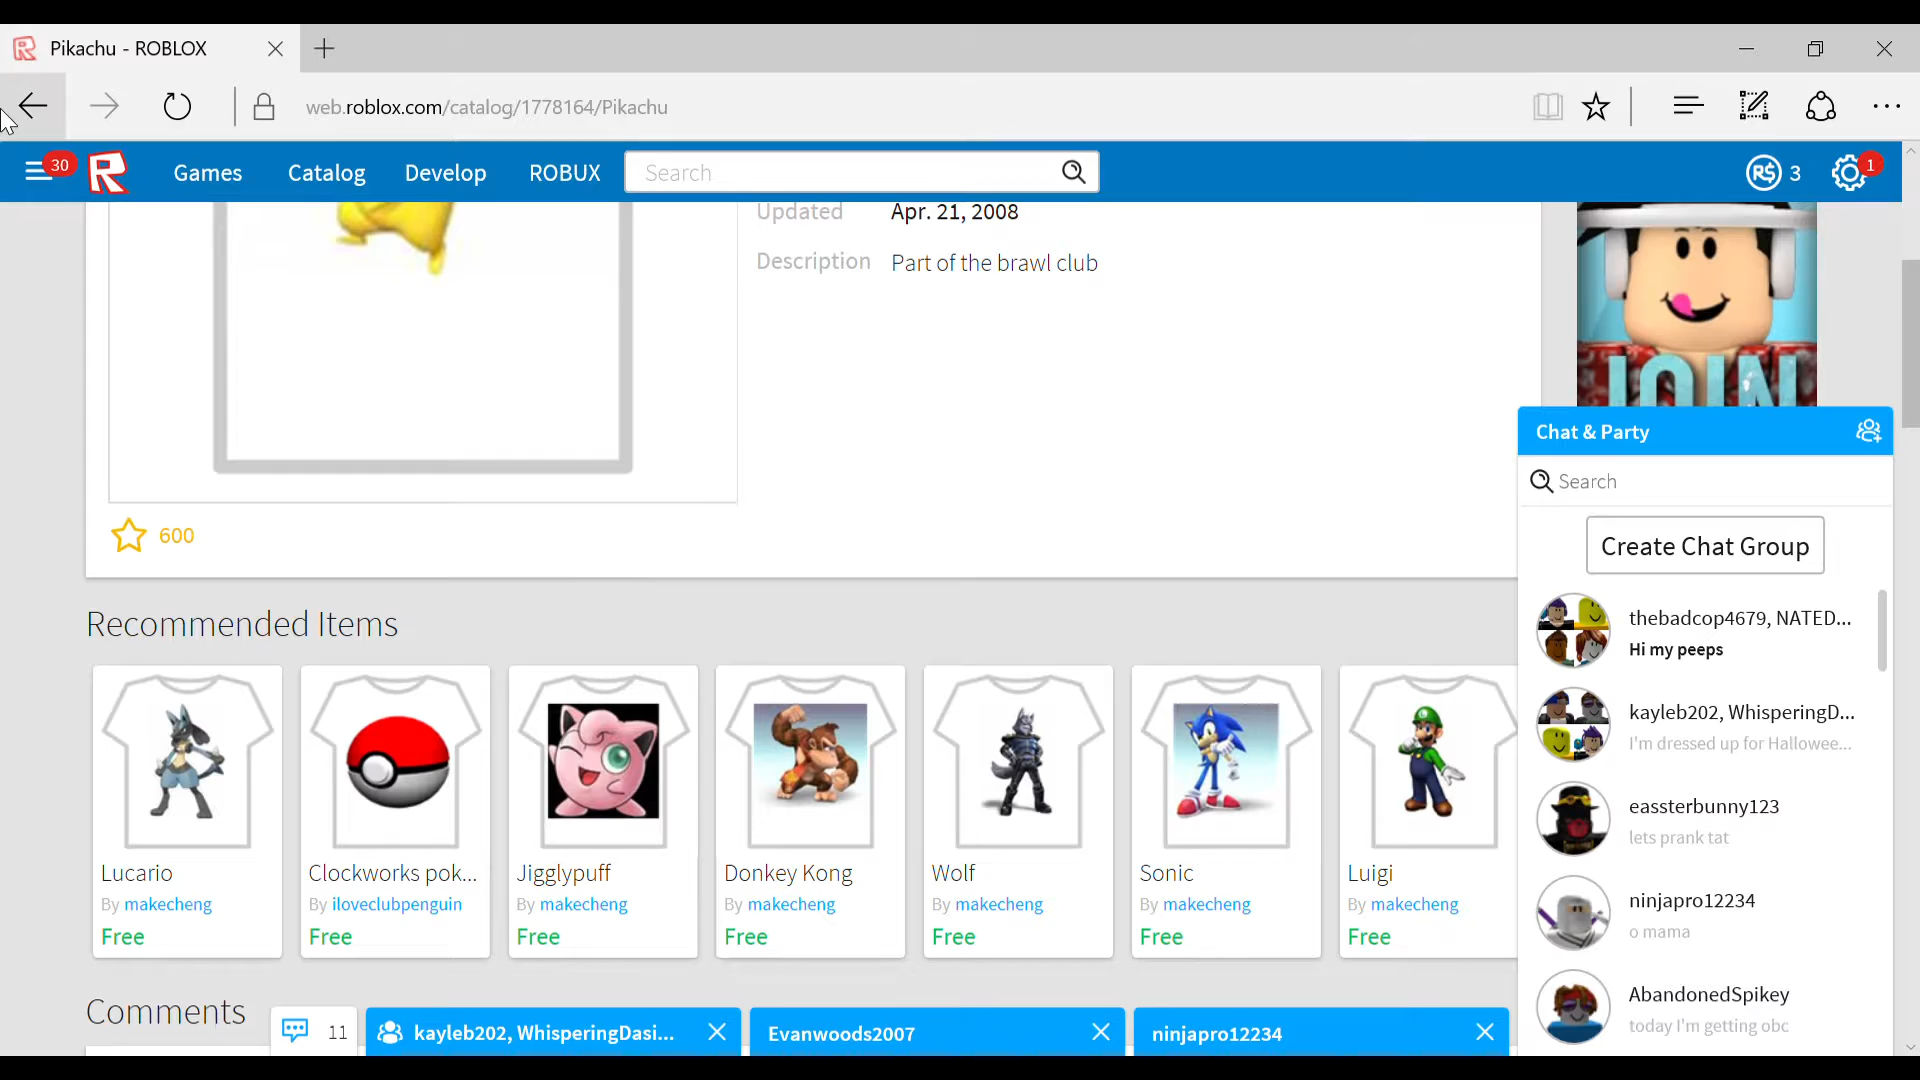 Pikachu - ROBLOX
web.roblox.com/catalog/1778164/Pikachu
30
Games
Catalog
Develop
ROBUX
Search
R$ 3
1
Updated
Apr. 21, 2008
Description
Part of the brawl club
JOIN
600
Recommended Items
Lucario
By makecheng
Free
Clockworks pok...
By iloveclubpenguin
Free
Jigglypuff
By makecheng
Free
Donkey Kong
By makecheng
Free
Wolf
By makecheng
Free
Sonic
By makecheng
Free
Luigi
By makecheng
Free
Comments
11
kayleb202, WhisperingDasi...
Evanwoods2007
ninjapro12234
Chat & Party
Search
Create Chat Group
thebadcop4679, NATED...
Hi my peeps
kayleb202, WhisperingD...
I'm dressed up for Hallowee...
eassterbunny123
lets prank tat
ninjapro12234
o mama
AbandonedSpikey
today I'm getting obc